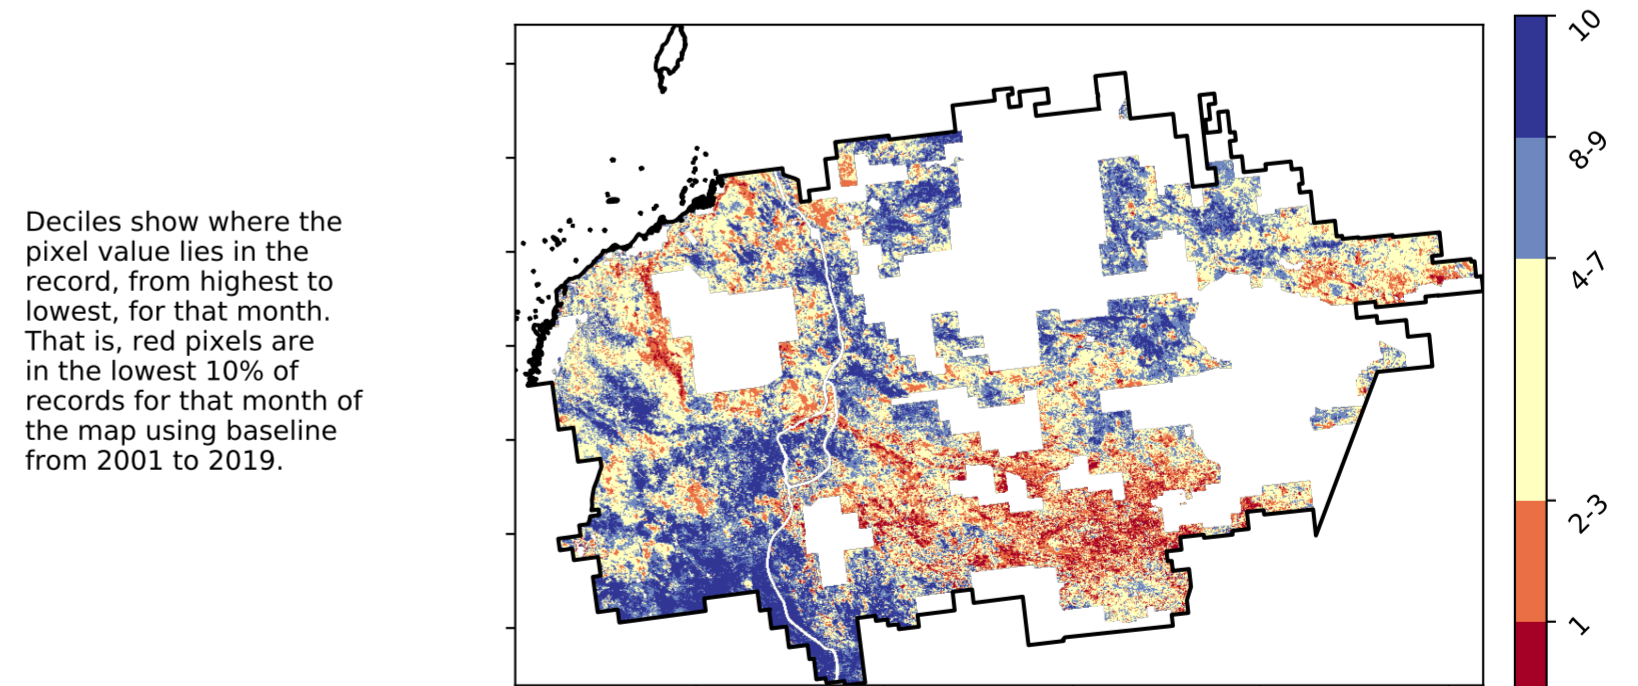 Deciles show where the
pixel value lies in the
record, from highest to
lowest, for that month.
That is, red pixels are
in the lowest 10% of
records for that month of
the map using baseline
from 2001 to 2019.
10
8-9
4-7
2-3
1